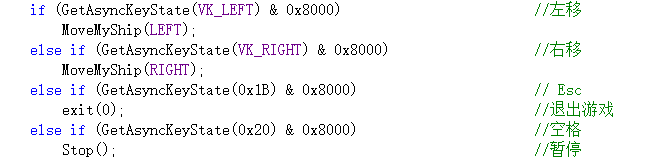 if (GetAsyncKeyState(VK_LEFT) & 0x8000) //左移
MoveMyShip(LEFT);
else if (GetAsyncKeyState(VK_RIGHT) & 0x8000) //右移
MoveMyShip(RIGHT);
else if (GetAsyncKeyState(0x1B) & 0x8000) // Esc
exit(0); //退出游戏
else if (GetAsyncKeyState(0x20) & 0x8000) //空格
Stop(); //暂停